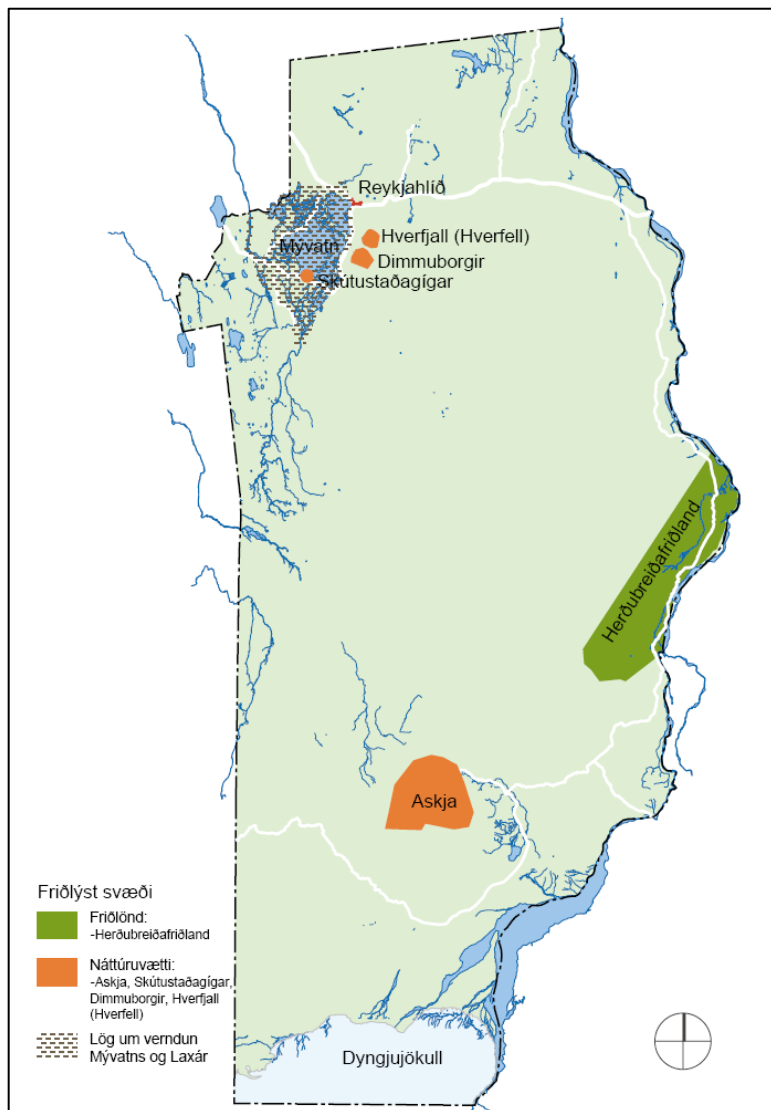 Reykjahlíð
Hverfjall (Hverfell)
Mývatn
Dimmuborgir
Skútustaðagígar
Herðubreiðafriðland
Askja
Friðlýst svæði
Friðlönd:
-Herðubreiðafriðland
Náttúruvætti:
-Askja, Skútustaðagígar,
Dimmuborgir, Hverfjall
(Hverfell)
Lög um verndun
Mývatns og Laxár
Dyngjujökull